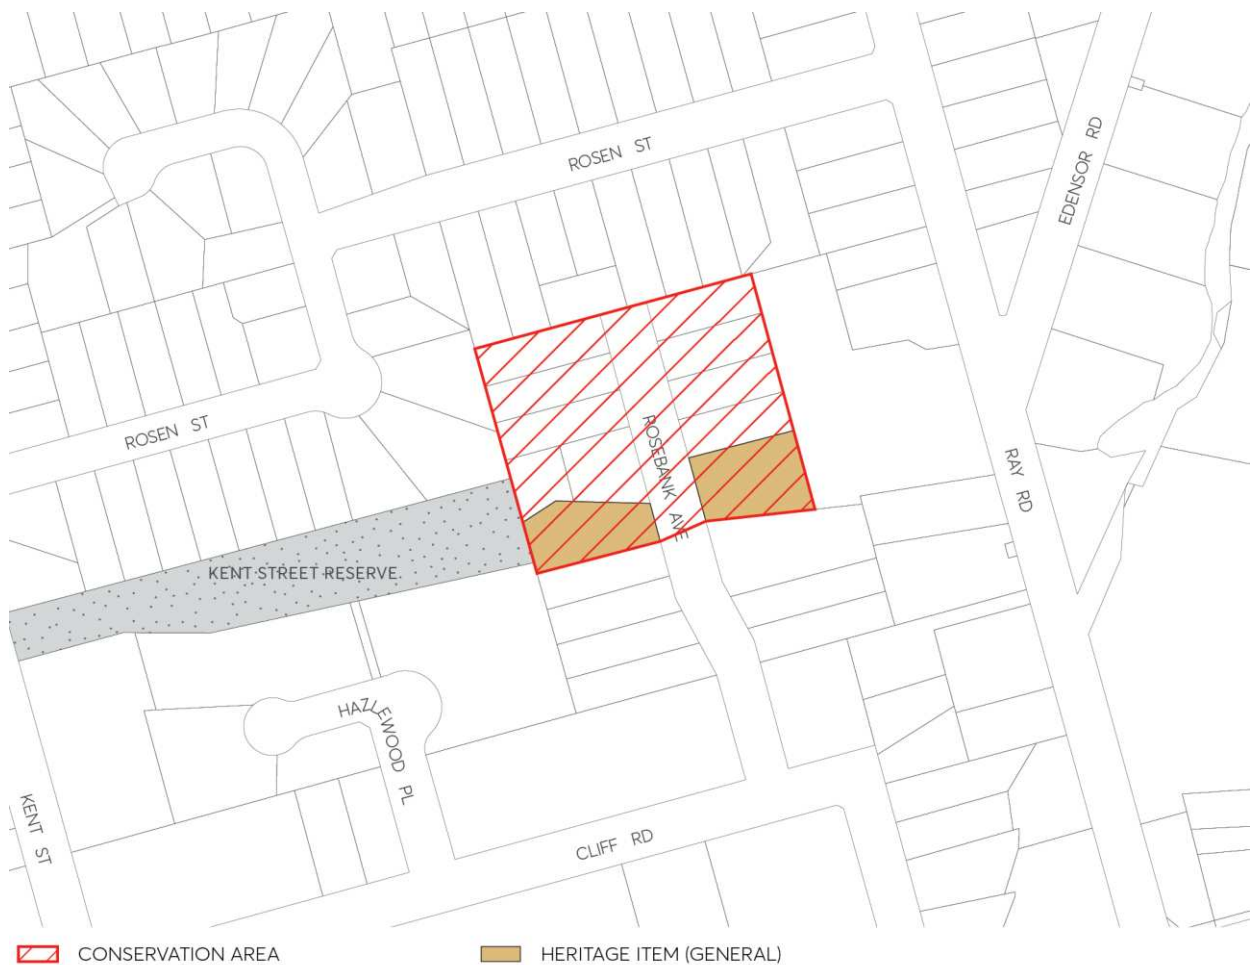 ROSEN ST
EDENSOR RD
ROSEN ST
ROSEBANK AVE
RAY RD
KENT STREET RESERVE
HAZLEWOOD PL
KENT ST
CLIFF RD
CONSERVATION AREA
HERITAGE ITEM (GENERAL)